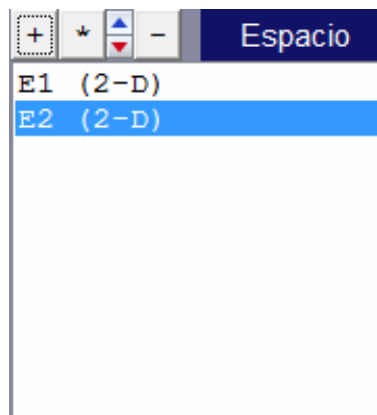 + * - Espacio
E1 (2-D)
E2 (2-D)